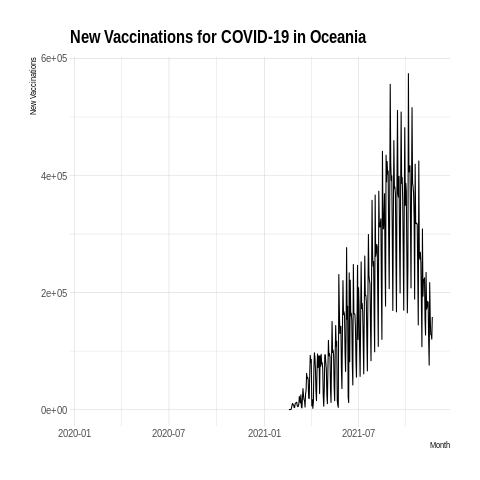 New Vaccinations for COVID-19 in Oceania
New Vaccinations
6e+05
4e+05
2e+05
0e+00
2020-01 2020-07 2021-01 2021-07
Month